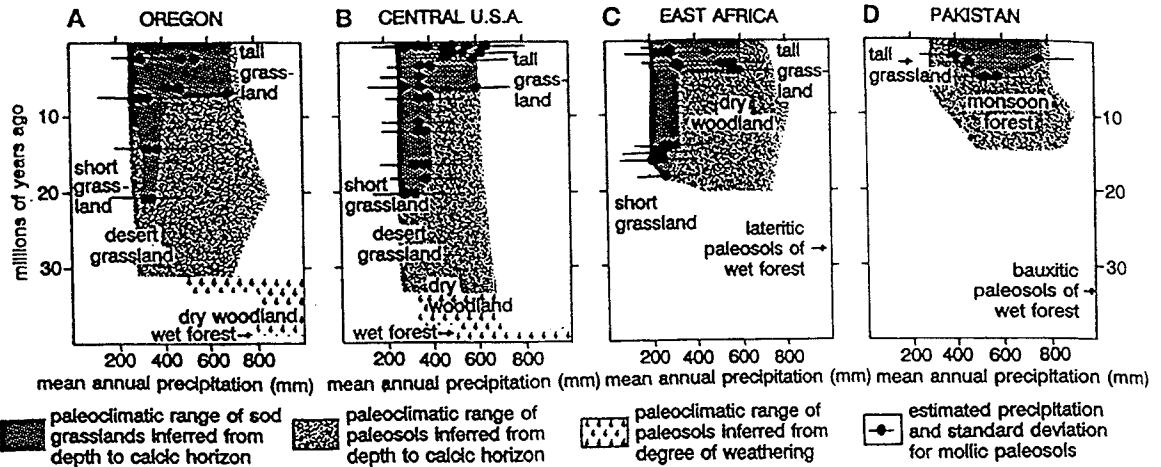 A OREGON
B CENTRAL U.S.A.
C EAST AFRICA
D PAKISTAN
millions of years ago
10
20
30
tall
grass-
land
short
grass-
land
desert
grassland
dry woodland
wet forest→
200 400 600 800
mean annual precipitation (mm)
tall
grass-
land
short
grassland
desert
grassland
dry
woodland
wet forest→
200 400 600 800
mean annual precipitation (mm)
tall
grass-
land
dry
woodland
short
grassland
lateritic
paleosols of →
wet forest
200 400 600 800
mean annual precipitation (mm)
tall →
grassland
monsoon
forest
bauxitic
paleosols of →
wet forest
10
20
30
200 400 600 800
mean annual precipitation (mm)
paleoclimatic range of sod
grasslands inferred from
depth to calcic horizon
paleoclimatic range of
paleosols inferred from
depth to calcic horizon
paleoclimatic range of
paleosols inferred from
degree of weathering
estimated precipitation
and standard deviation
for mollic paleosols